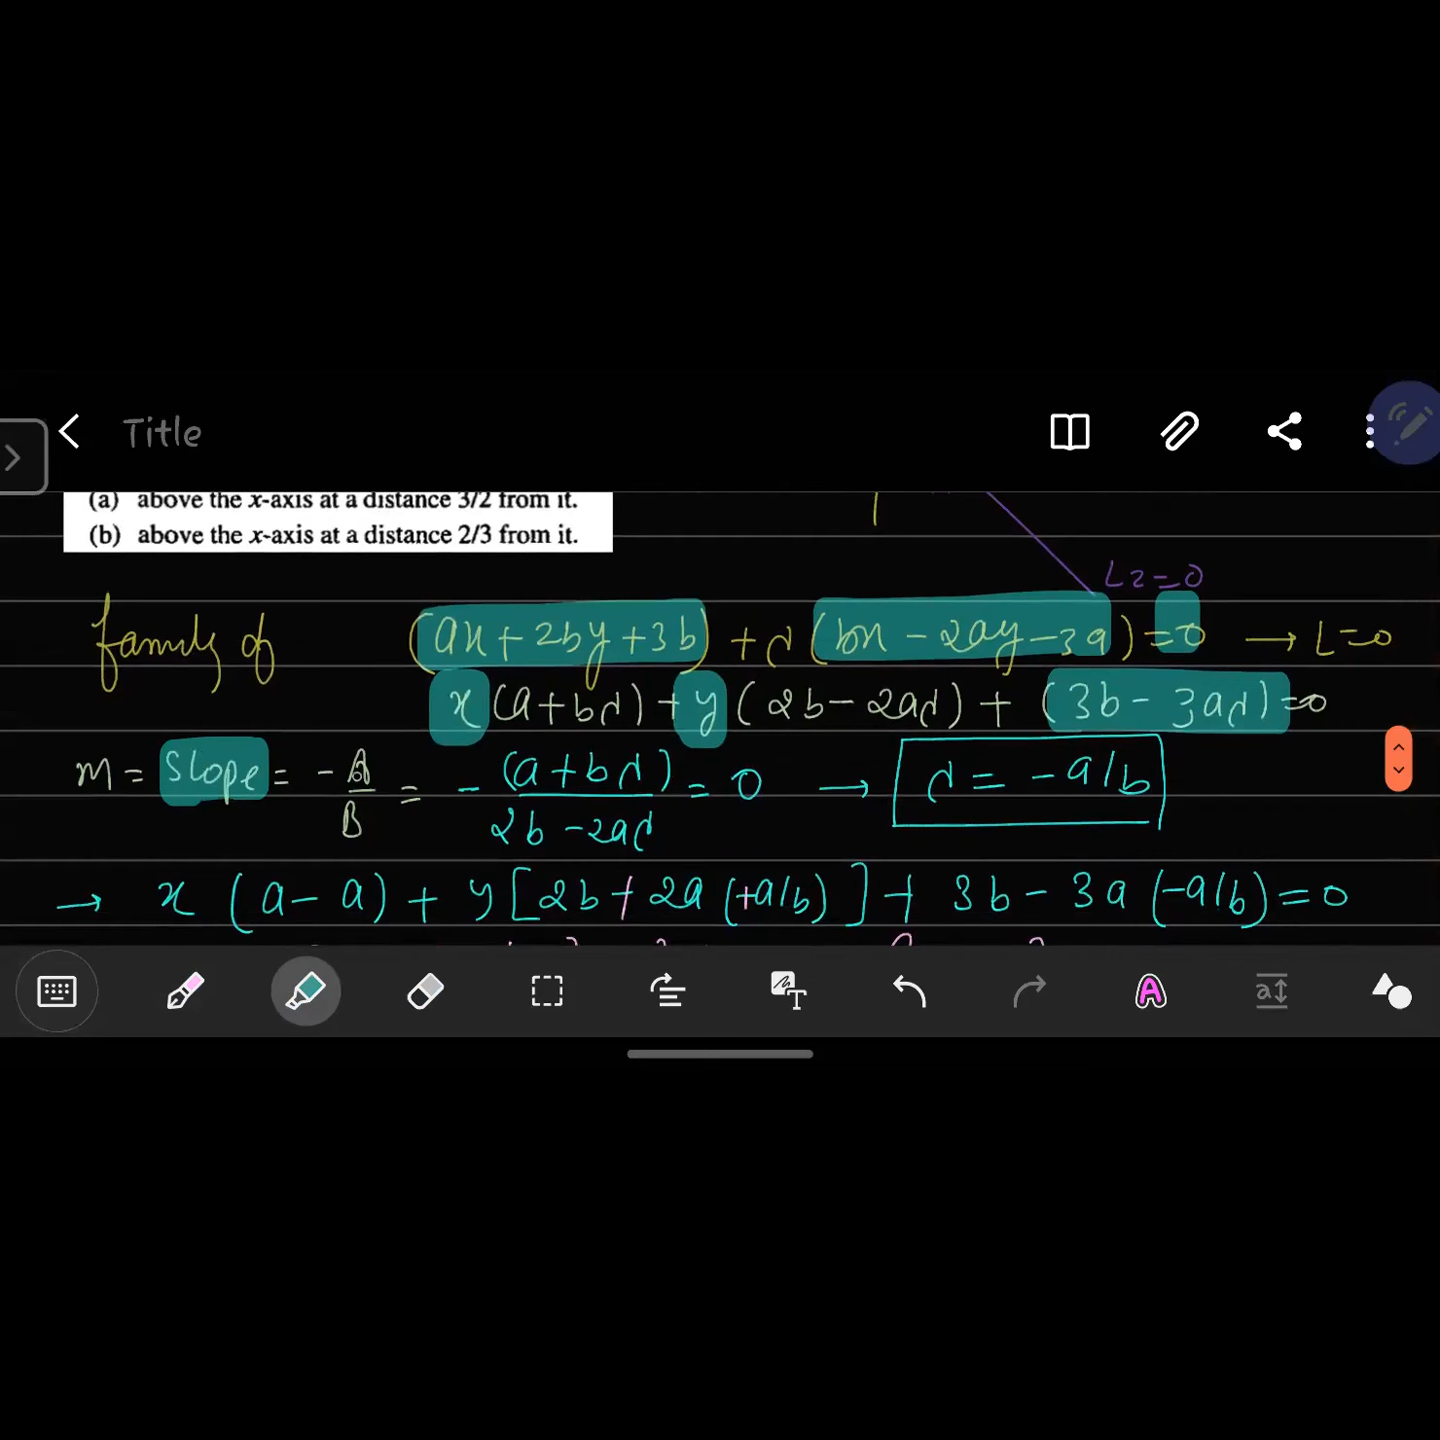 Title
(a) above the x-axis at a distance 3/2 from it.
(b) above the x-axis at a distance 2/3 from it.
L2=0
family of (ax+2by+3b) + λ(bx-2ay-3a)=0 → L=0
x(a+bλ)+y(2b-2aλ)+(3b-3aλ)=0
m = slope = -A/B = -(a+bλ)/(2b-2aλ) = 0 → λ = -a/b
→ x(a-a)+y[2b+2a(+a/b)]+3b-3a(-a/b)=0